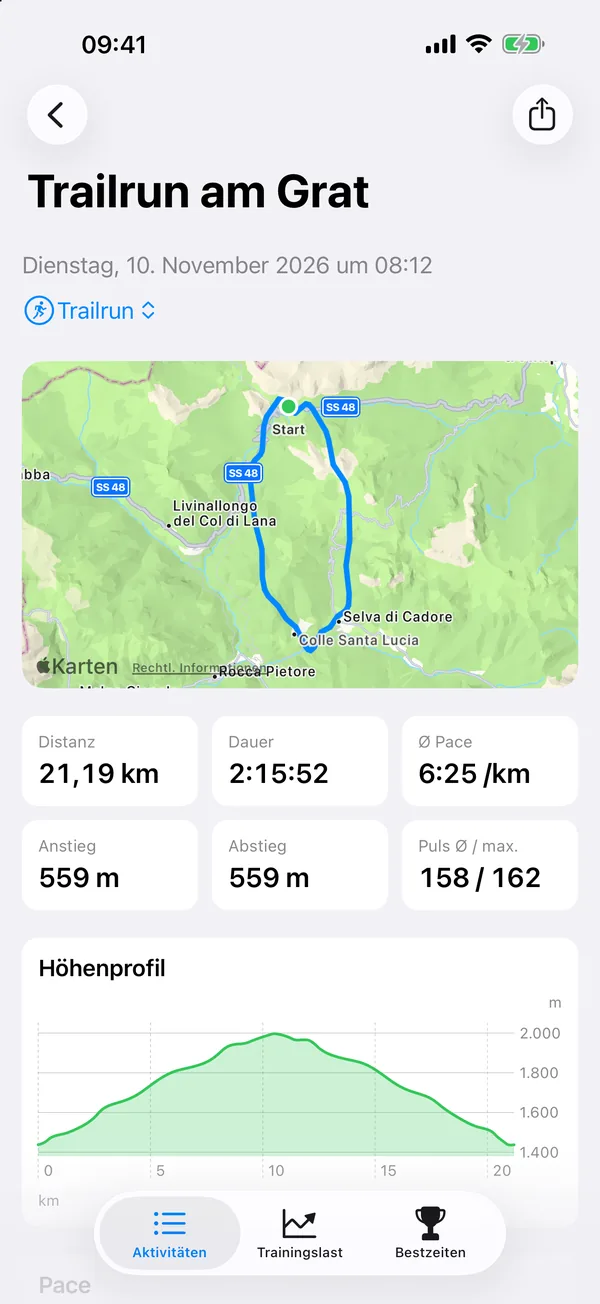 09:41
Trailrun am Grat
Dienstag, 10. November 2026 um 08:12
Trailrun
SS 48
Start
SS 48
SS 48
Livinallongo
del Col di Lana
Selva di Cadore
Colle Santa Lucia
Karten
Rechtl. Informationen
Rocca Pietore
Distanz
Dauer
Ø Pace
21,19 km
2:15:52
6:25 /km
Anstieg
Abstieg
Puls Ø / max.
559 m
559 m
158 / 162
Höhenprofil
m
2.000
1.800
1.600
1.400
0 5 10 15 20
km
Aktivitäten
Trainingslast
Bestzeiten
Pace